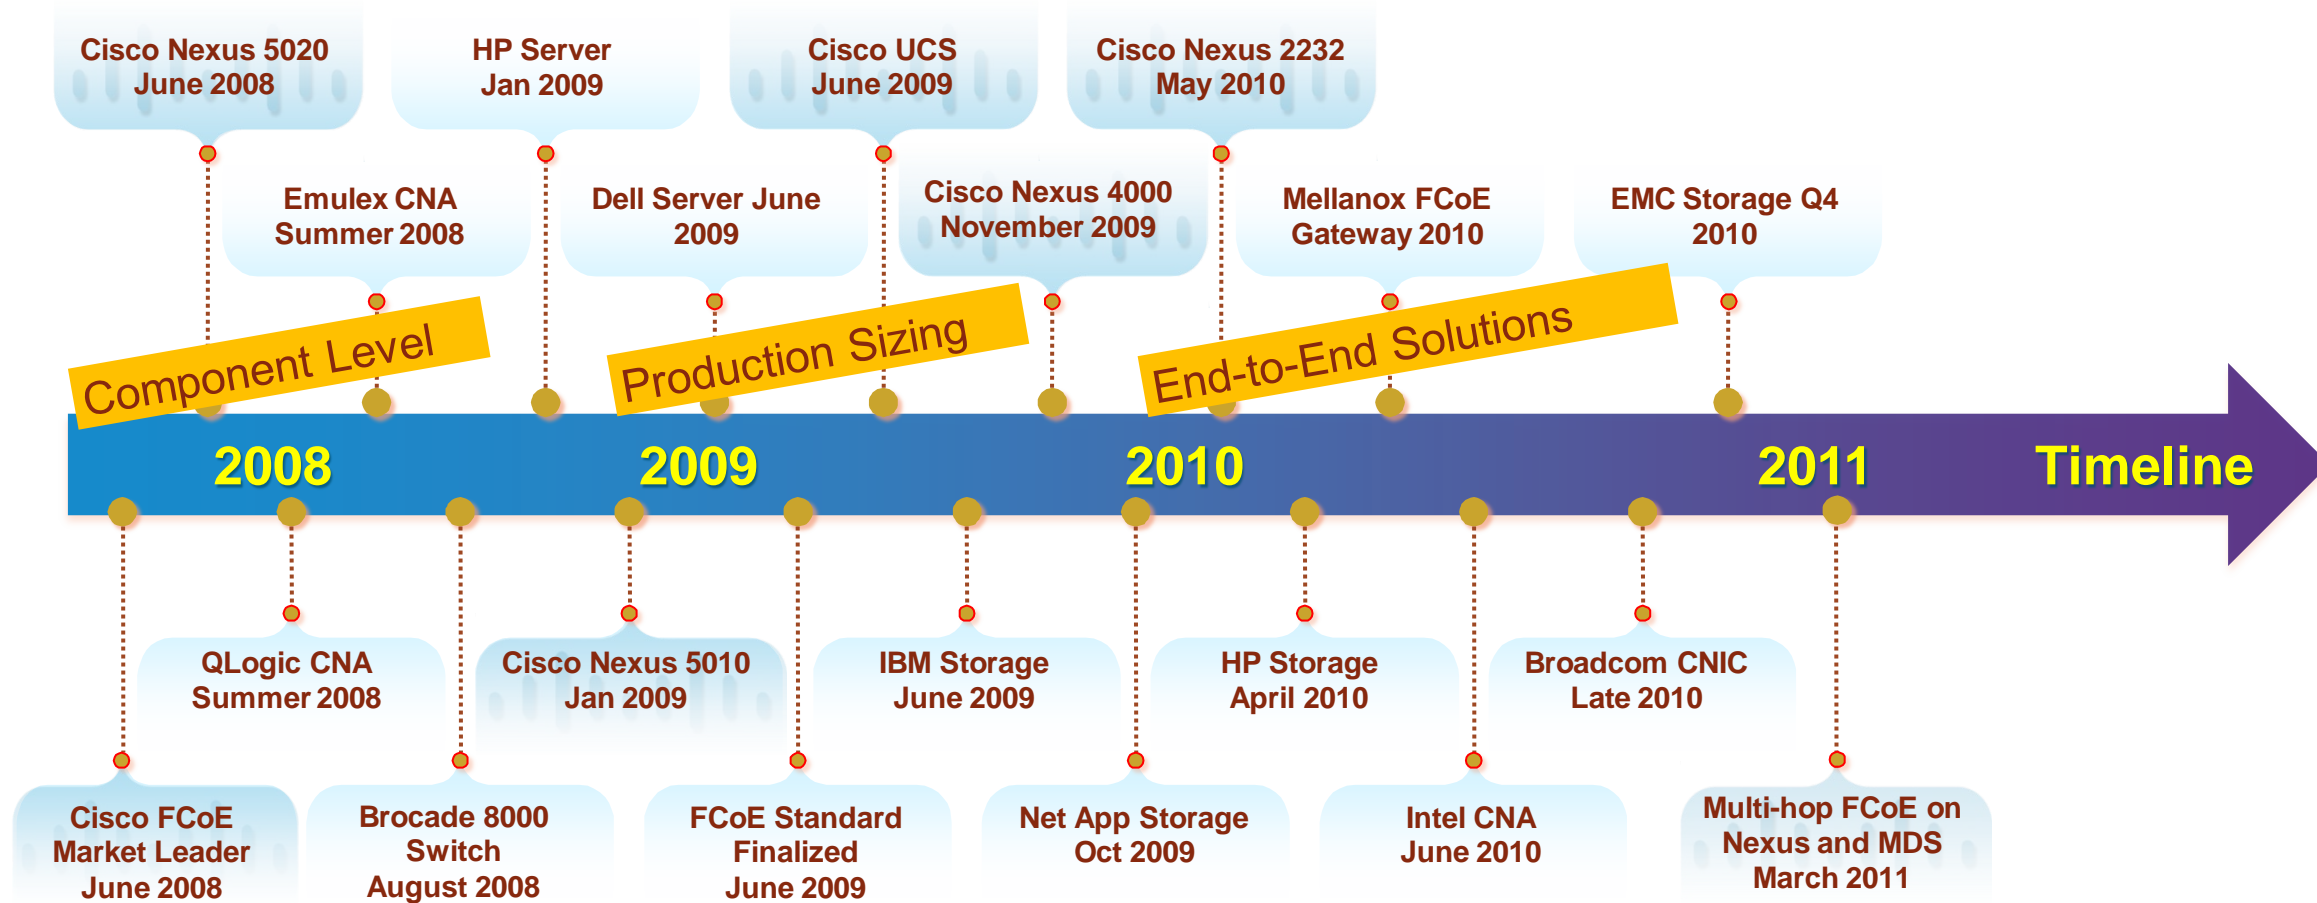 Cisco Nexus 5020
June 2008
HP Server
Jan 2009
Cisco UCS
June 2009
Cisco Nexus 2232
May 2010
Emulex CNA
Summer 2008
Dell Server June
2009
Cisco Nexus 4000
November 2009
Mellanox FCoE
Gateway 2010
EMC Storage Q4
2010
Component Level
Production Sizing
End-to-End Solutions
2008
2009
2010
2011
Timeline
QLogic CNA
Summer 2008
Cisco Nexus 5010
Jan 2009
IBM Storage
June 2009
HP Storage
April 2010
Broadcom CNIC
Late 2010
Cisco FCoE
Market Leader
June 2008
Brocade 8000
Switch
August 2008
FCoE Standard
Finalized
June 2009
Net App Storage
Oct 2009
Intel CNA
June 2010
Multi-hop FCoE on
Nexus and MDS
March 2011